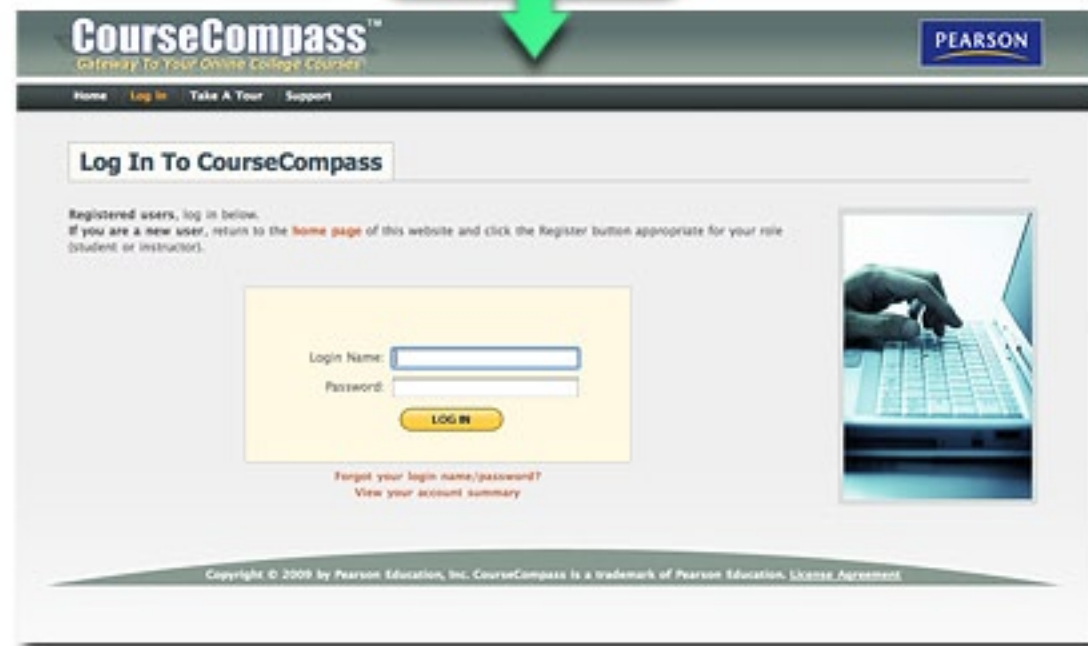 CourseCompass™
Gateway To Your Online College Courses
PEARSON
Home Log In Take A Tour Support
Log In To CourseCompass
Registered users, log in below.
If you are a new user, return to the home page of this website and click the Register button appropriate for your role
(student or instructor).
Login Name:
Password:
LOG IN
Forgot your login name/password?
View your account summary
Copyright © 2009 by Pearson Education, Inc. CourseCompass is a trademark of Pearson Education. License Agreement